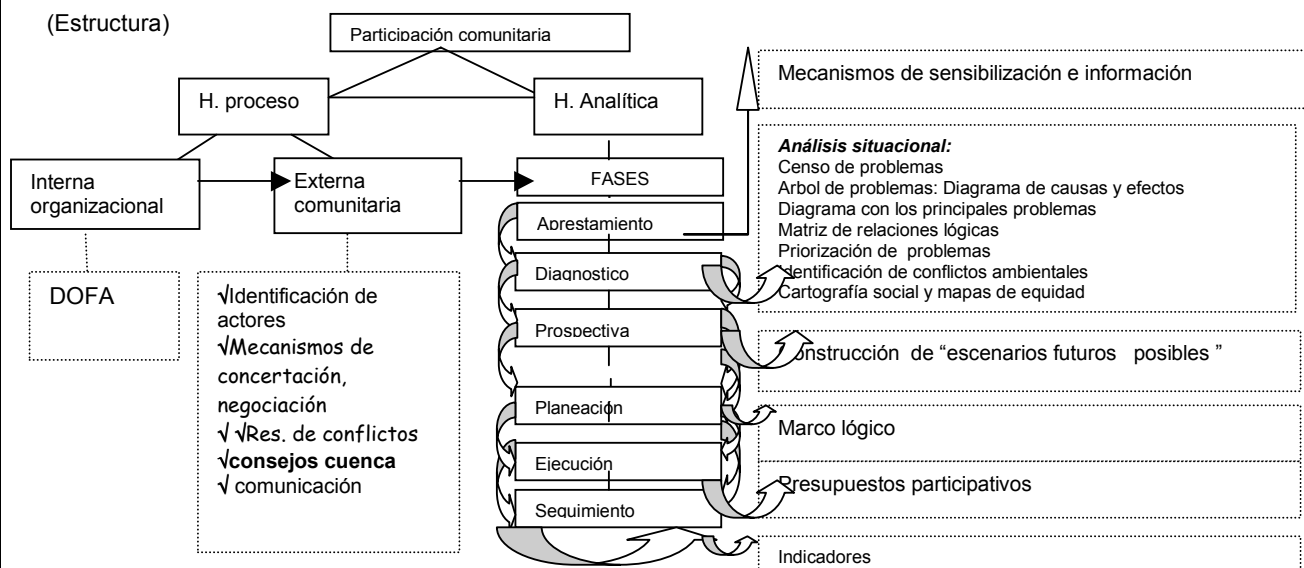 (Estructura)
Participación comunitaria
H. proceso
H. Analítica
Interna
organizacional
Externa
comunitaria
DOFA
√Identificación de
actores
√Mecanismos de
concertación,
negociación
√ √Res. de conflictos
√consejos cuenca
√ comunicación
FASES
Aprestamiento
Diagnostico
Prospectiva
Planeación
Ejecución
Seguimiento
Mecanismos de sensibilización e información
Análisis situacional:
Censo de problemas
Arbol de problemas: Diagrama de causas y efectos
Diagrama con los principales problemas
Matriz de relaciones lógicas
Priorización de problemas
Identificación de conflictos ambientales
Cartografía social y mapas de equidad
Construcción de “escenarios futuros posibles ”
Marco lógico
Presupuestos participativos
Indicadores